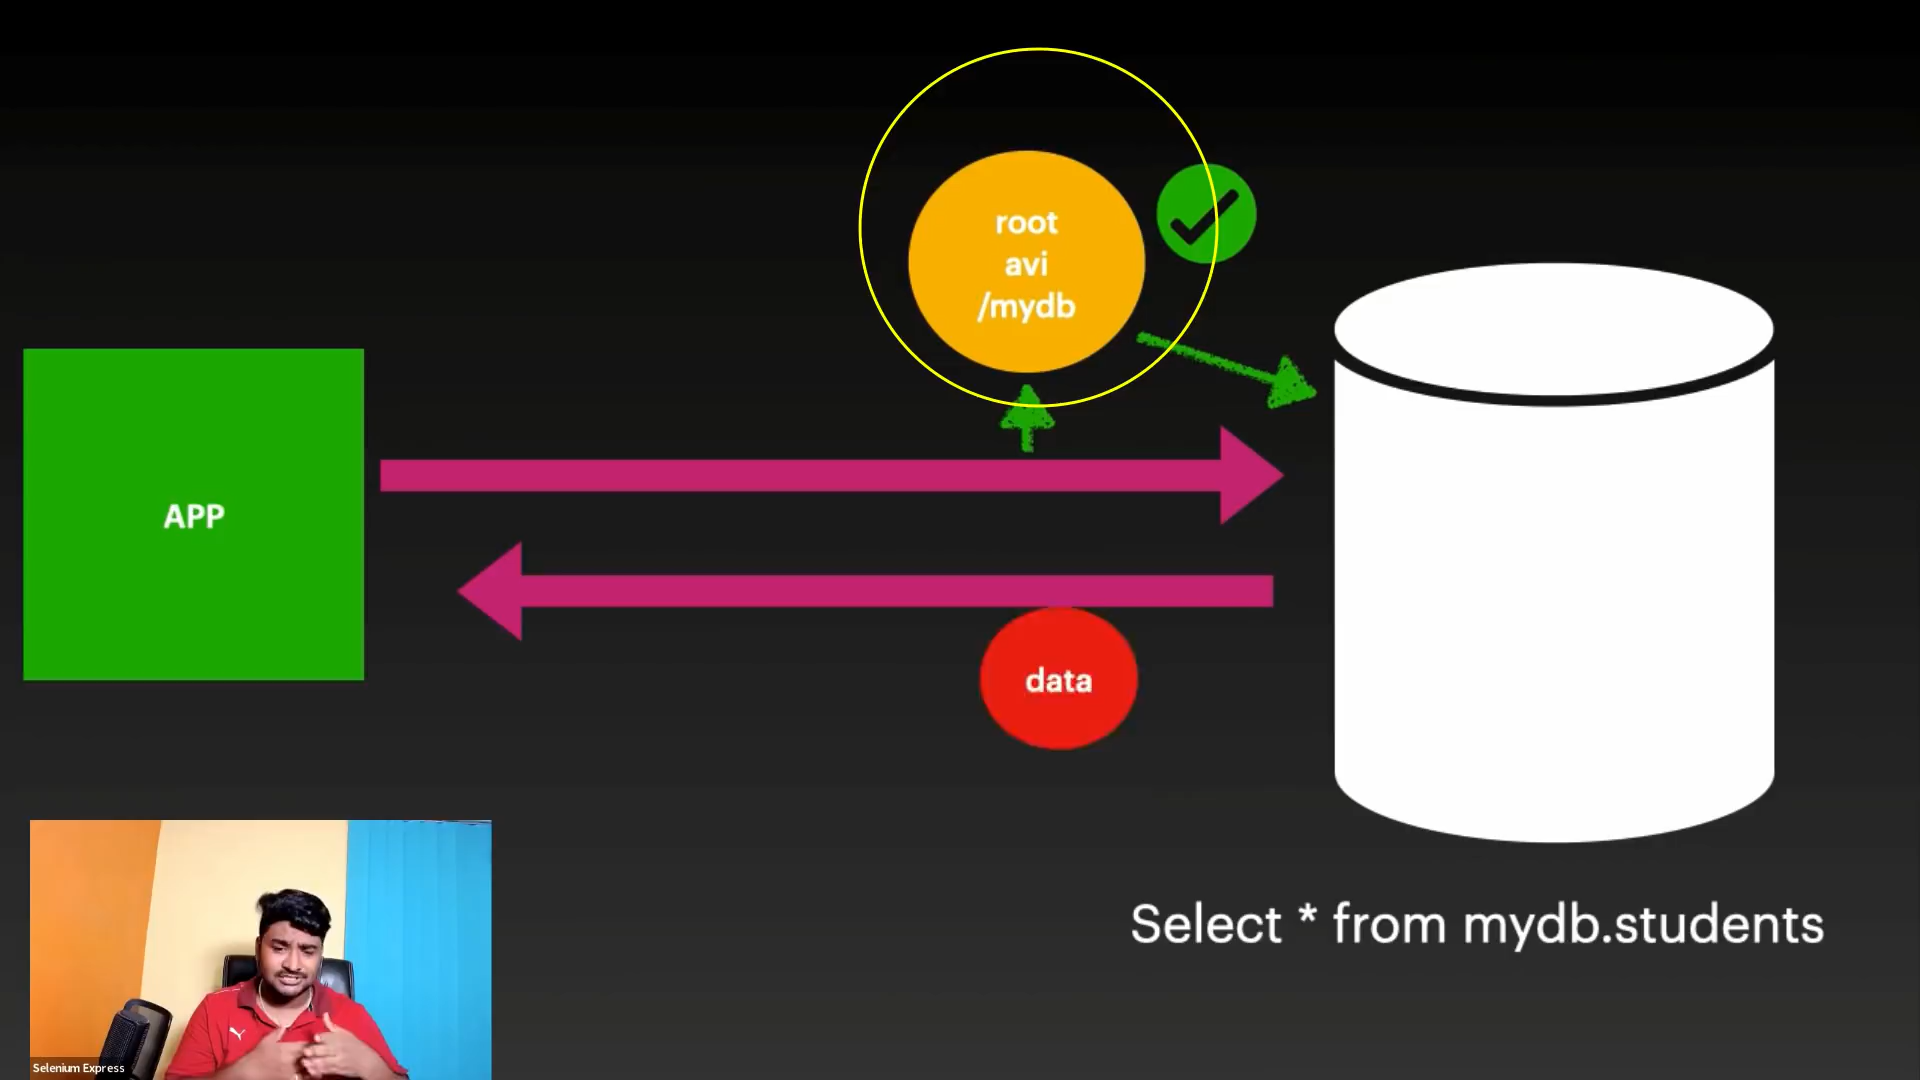 root
avi
/mydb
APP
data
Select * from mydb.students
Selenium Express